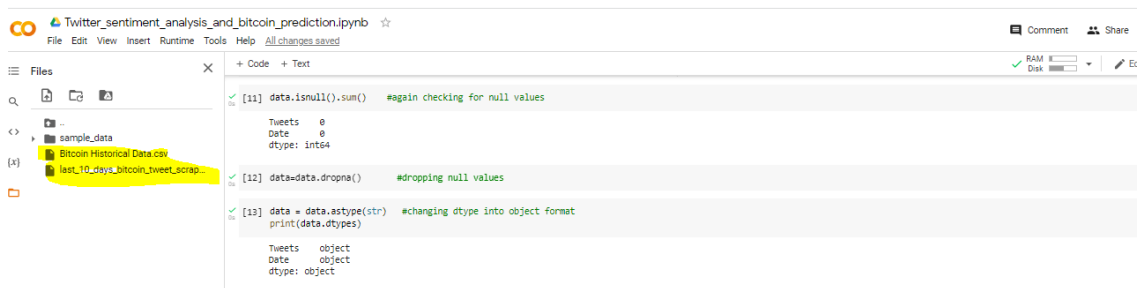 Twitter_sentiment_analysis_and_bitcoin_prediction.ipynb
File Edit View Insert Runtime Tools Help All changes saved
Comment Share
Files
+ Code + Text
RAM
Disk
..
sample_data
Bitcoin Historical Data.csv
last_10_days_bitcoin_tweet_scrap...
{x}
[11] data.isnull().sum() #again checking for null values
Tweets 0
Date 0
dtype: int64
[12] data=data.dropna() #dropping null values
[13] data = data.astype(str) #changing dtype into object format
print(data.dtypes)
Tweets object
Date object
dtype: object